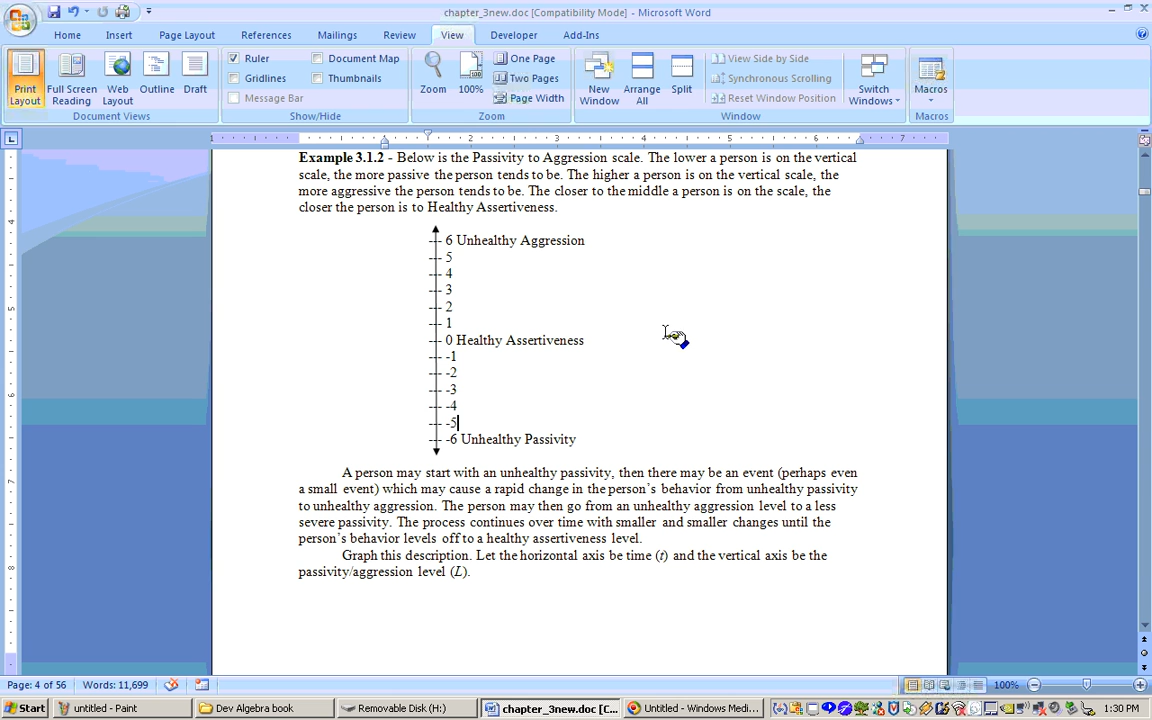 chapter_3new.doc [Compatibility Mode] - Microsoft Word
Home Insert Page Layout References Mailings Review View Developer Add-Ins
Print Layout
Full Screen Reading
Web Layout
Outline
Draft
Document Views
Ruler
Gridlines
Message Bar
Document Map
Thumbnails
Show/Hide
Zoom
100%
One Page
Two Pages
Page Width
Zoom
New Window
Arrange All
Split
View Side by Side
Synchronous Scrolling
Reset Window Position
Switch Windows
Window
Macros
Macros
1 1 2 3 4 5 6 7
Example 3.1.2 - Below is the Passivity to Aggression scale. The lower a person is on the vertical
scale, the more passive the person tends to be. The higher a person is on the vertical scale, the
more aggressive the person tends to be. The closer to the middle a person is on the scale, the
closer the person is to Healthy Assertiveness.
6 Unhealthy Aggression
5
4
3
2
1
0 Healthy Assertiveness
-1
-2
-3
-4
-5
-6 Unhealthy Passivity
A person may start with an unhealthy passivity, then there may be an event (perhaps even
a small event) which may cause a rapid change in the person's behavior from unhealthy passivity
to unhealthy aggression. The person may then go from an unhealthy aggression level to a less
severe passivity. The process continues over time with smaller and smaller changes until the
person's behavior levels off to a healthy assertiveness level.
Graph this description. Let the horizontal axis be time (t) and the vertical axis be the
passivity/aggression level (L).
4
5
6
7
8
Page: 4 of 56 Words: 11,699 100%
Start untitled - Paint Dev Algebra book Removable Disk (H:) chapter_3new.doc [C... Untitled - Windows Medi... 1:30 PM